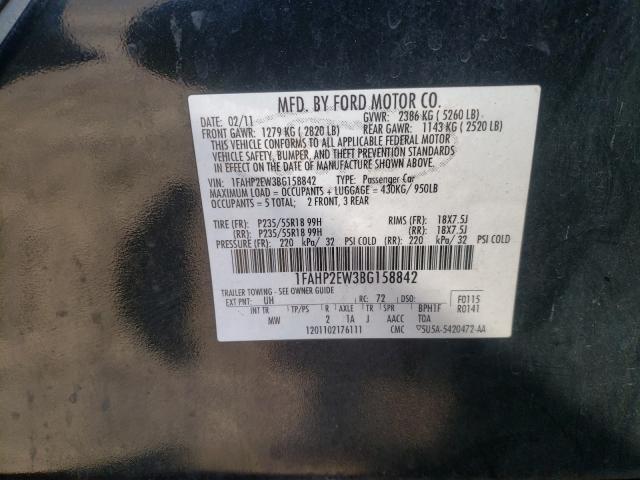 MFD. BY FORD MOTOR CO.
DATE: 02/11 GVWR: 2386 KG ( 5260 LB)
FRONT GAWR: 1279 KG ( 2820 LB) REAR GAWR: 1143 KG ( 2520 LB)
THIS VEHICLE CONFORMS TO ALL APPLICABLE FEDERAL MOTOR
VEHICLE SAFETY, BUMPER, AND THEFT PREVENTION STANDARDS
IN EFFECT ON THE DATE OF MANUFACTURE SHOWN ABOVE.
VIN: 1FAHP2EW3BG158842 TYPE: Passenger Car
MAXIMUM LOAD = OCCUPANTS + LUGGAGE = 430KG/ 950LB
OCCUPANTS = 5 TOTAL; 2 FRONT, 3 REAR
TIRE (FR): P235/55R18 99H RIMS (FR): 18X7.5J
(RR): P235/55R18 99H (RR): 18X7.5J
PRESSURE (FR): 220 kPa/ 32 PSI COLD (RR): 220 kPa/ 32 PSI COLD
1FAHP2EW3BG158842
TRAILER TOWING - SEE OWNER GUIDE F0115
EXT PNT: UH RC: 72 DSO: R0141
INT TR TP/PS R AXLE TR SPR BPH1F
MW 2 1A J AACC TOA
1201102176111 CMC 5U5A-5420472-AA